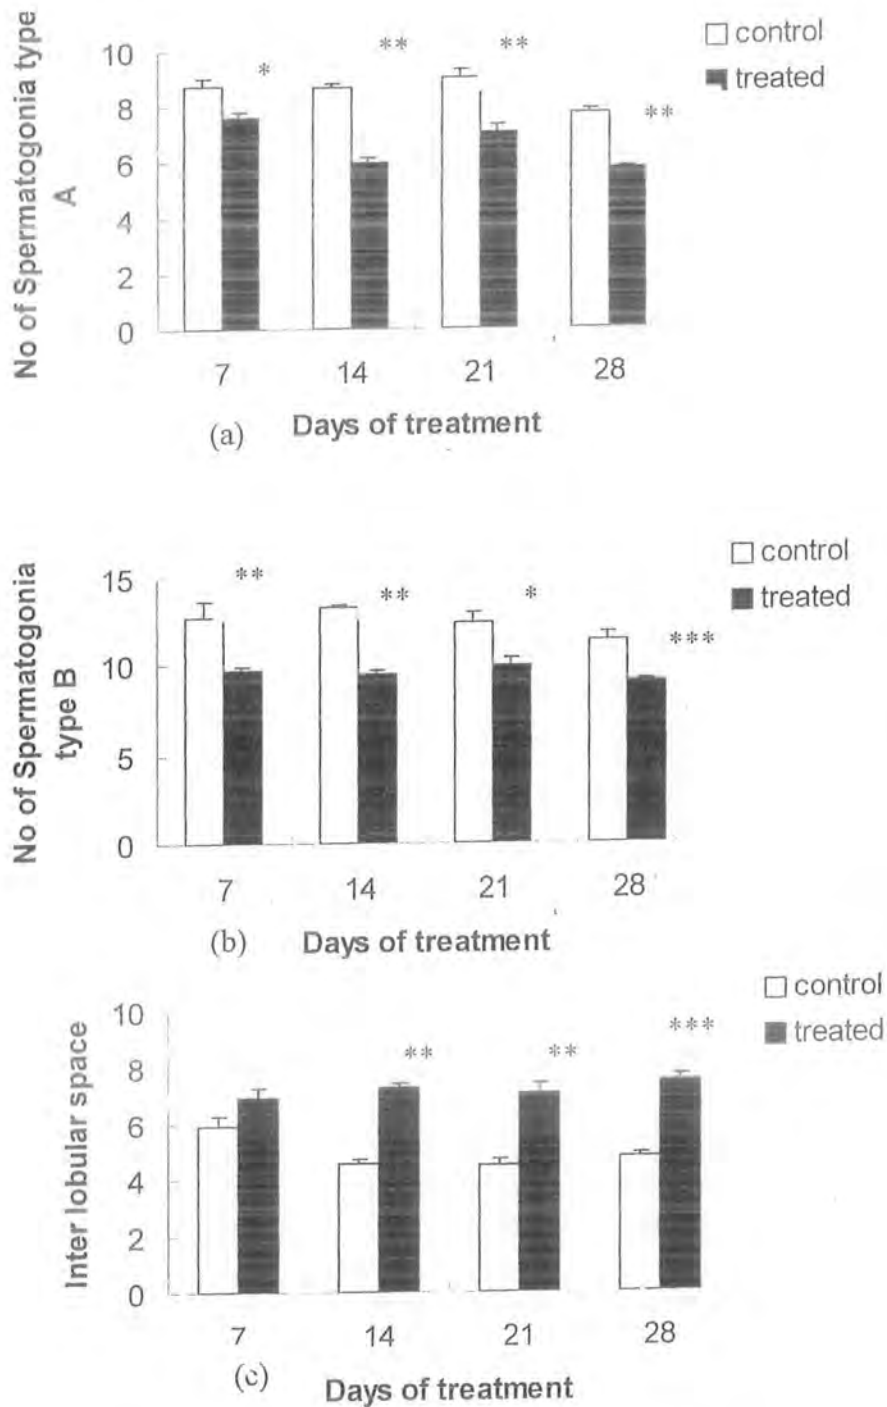 No of Spermatogonia type
A
10
8
6
4
2
0
*
**
**
**
control
treated
7 14 21 28
(a) Days of treatment
No of Spermatogonia
type B
15
10
5
0
**
**
*
***
control
treated
7 14 21 28
(b) Days of treatment
Inter lobular space
10
8
6
4
2
0
**
**
***
control
treated
7 14 21 28
(c) Days of treatment